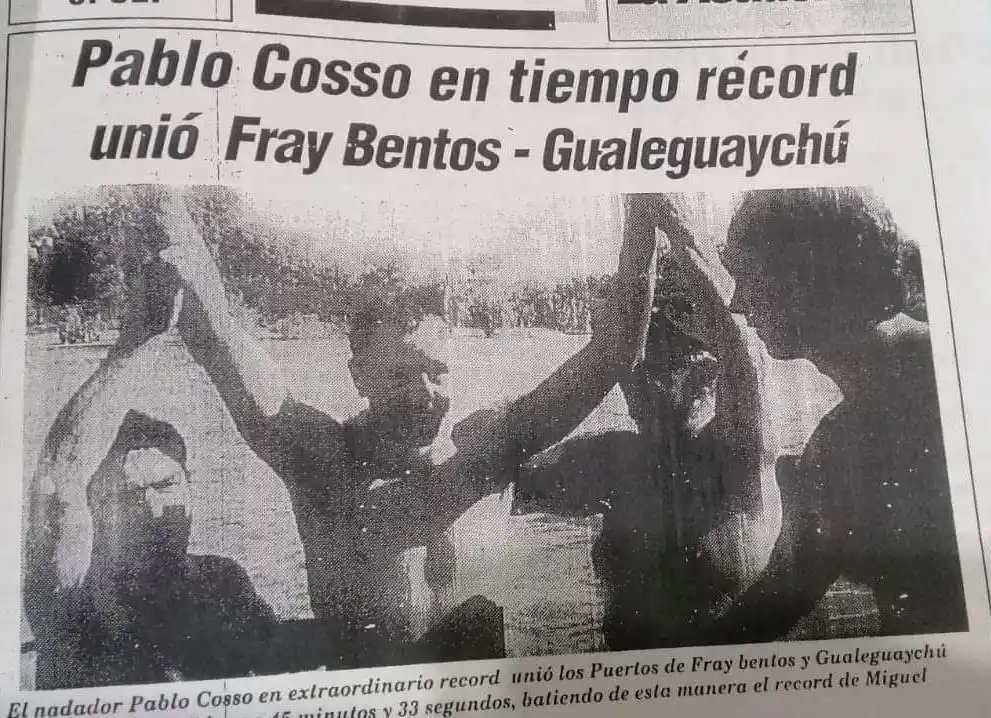 Pablo Cosso en tiempo récord
unió Fray Bentos - Gualeguaychú
El nadador Pablo Cosso en extraordinario record unió los Puertos de Fray bentos y Gualeguaychú
minutos y 33 segundos, batiendo de esta manera el record de Miguel